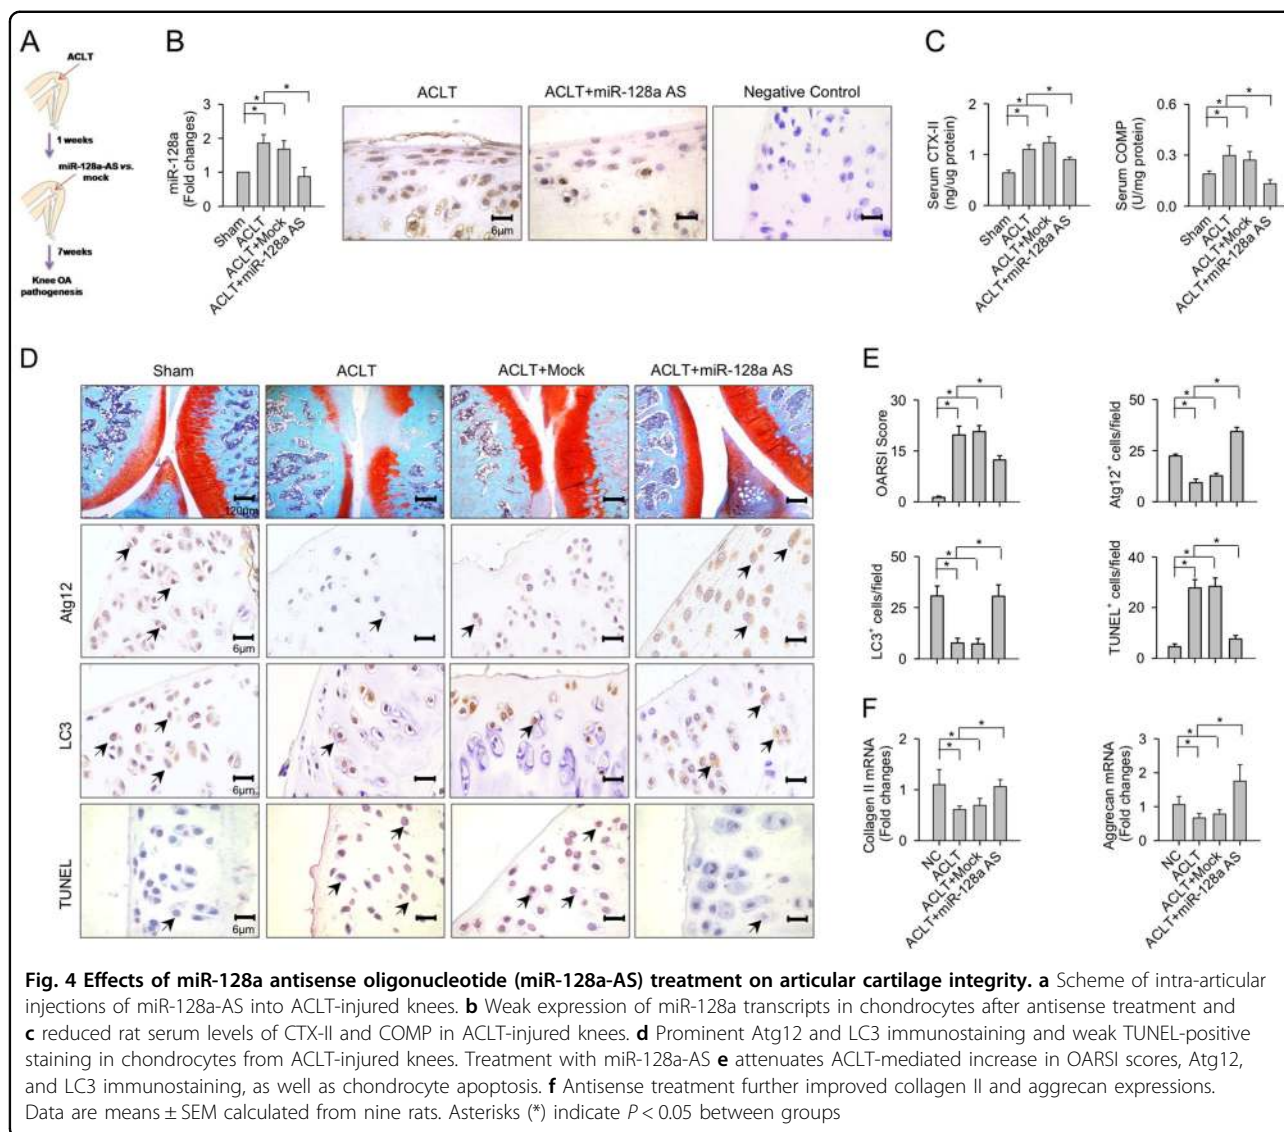 A
ACLT
1 weeks
miR-128a-AS vs.
mock
7weeks
Knee OA
pathogenesis
B
miR-128a
(Fold changes)
3
2
1
0
*
*
*
Sham
ACLT
ACLT+Mock
ACLT+miR-128a AS
ACLT
ACLT+miR-128a AS
Negative Control
6μm
C
Serum CTX-II
(ng/ug protein)
2
1
0
*
*
*
Sham
ACLT
ACLT+Mock
ACLT+miR-128a AS
Serum COMP
(U/mg protein)
0.6
0.3
0.0
*
*
*
Sham
ACLT
ACLT+Mock
ACLT+miR-128a AS
D
Sham
ACLT
ACLT+Mock
ACLT+miR-128a AS
120μm
Atg12
6μm
LC3
6μm
TUNEL
6μm
E
OARSI Score
30
15
0
*
*
*
Atg12⁺ cells/field
50
25
0
*
*
*
LC3⁺ cells/field
50
25
0
*
*
*
TUNEL⁺ cells/field
40
20
0
*
*
*
F
Collagen II mRNA
(Fold changes)
2
1
0
*
*
*
NC
ACLT
ACLT+Mock
ACLT+miR-128a AS
Aggrecan mRNA
(Fold changes)
3
2
1
0
*
*
*
NC
ACLT
ACLT+Mock
ACLT+miR-128a AS
Fig. 4 Effects of miR-128a antisense oligonucleotide (miR-128a-AS) treatment on articular cartilage integrity. a Scheme of intra-articular
injections of miR-128a-AS into ACLT-injured knees. b Weak expression of miR-128a transcripts in chondrocytes after antisense treatment and
c reduced rat serum levels of CTX-II and COMP in ACLT-injured knees. d Prominent Atg12 and LC3 immunostaining and weak TUNEL-positive
staining in chondrocytes from ACLT-injured knees. Treatment with miR-128a-AS e attenuates ACLT-mediated increase in OARSI scores, Atg12,
and LC3 immunostaining, as well as chondrocyte apoptosis. f Antisense treatment further improved collagen II and aggrecan expressions.
Data are means ± SEM calculated from nine rats. Asterisks (*) indicate P < 0.05 between groups